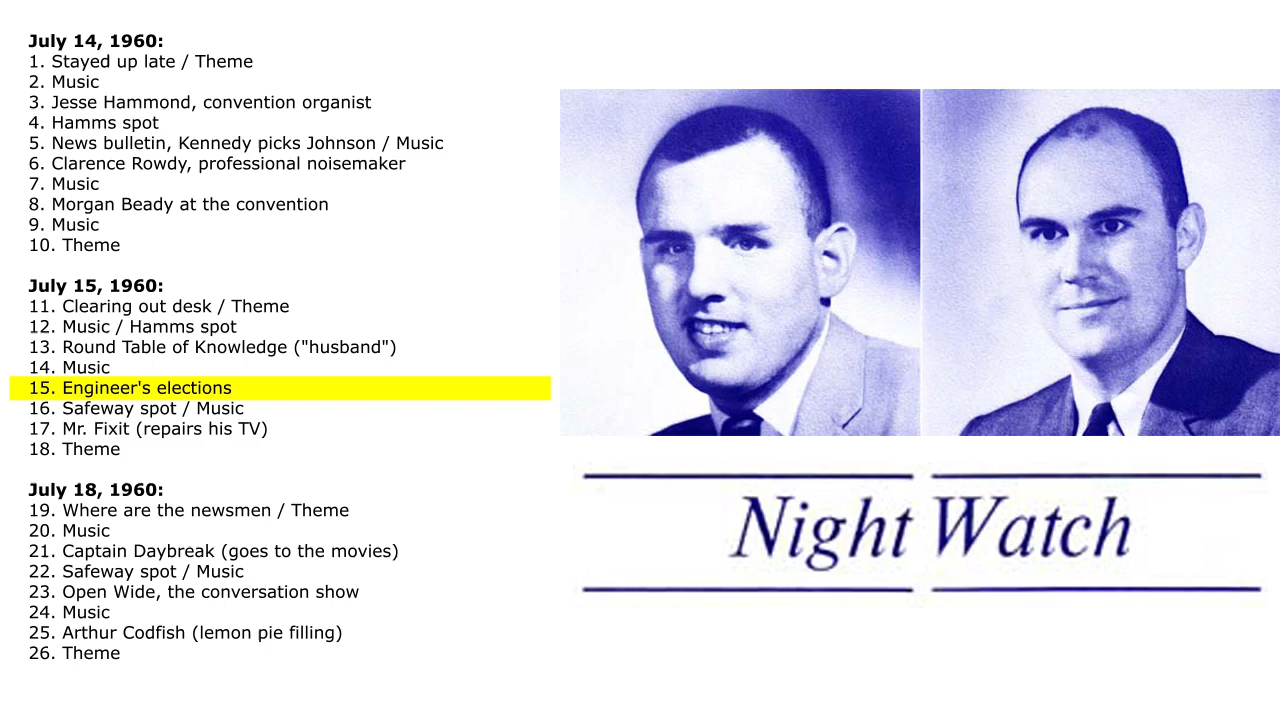 July 14, 1960:
1. Stayed up late / Theme
2. Music
3. Jesse Hammond, convention organist
4. Hamms spot
5. News bulletin, Kennedy picks Johnson / Music
6. Clarence Rowdy, professional noisemaker
7. Music
8. Morgan Beady at the convention
9. Music
10. Theme
July 15, 1960:
11. Clearing out desk / Theme
12. Music / Hamms spot
13. Round Table of Knowledge ("husband")
14. Music
15. Engineer's elections
16. Safeway spot / Music
17. Mr. Fixit (repairs his TV)
18. Theme
July 18, 1960:
19. Where are the newsmen / Theme
20. Music
21. Captain Daybreak (goes to the movies)
22. Safeway spot / Music
23. Open Wide, the conversation show
24. Music
25. Arthur Codfish (lemon pie filling)
26. Theme
Night Watch